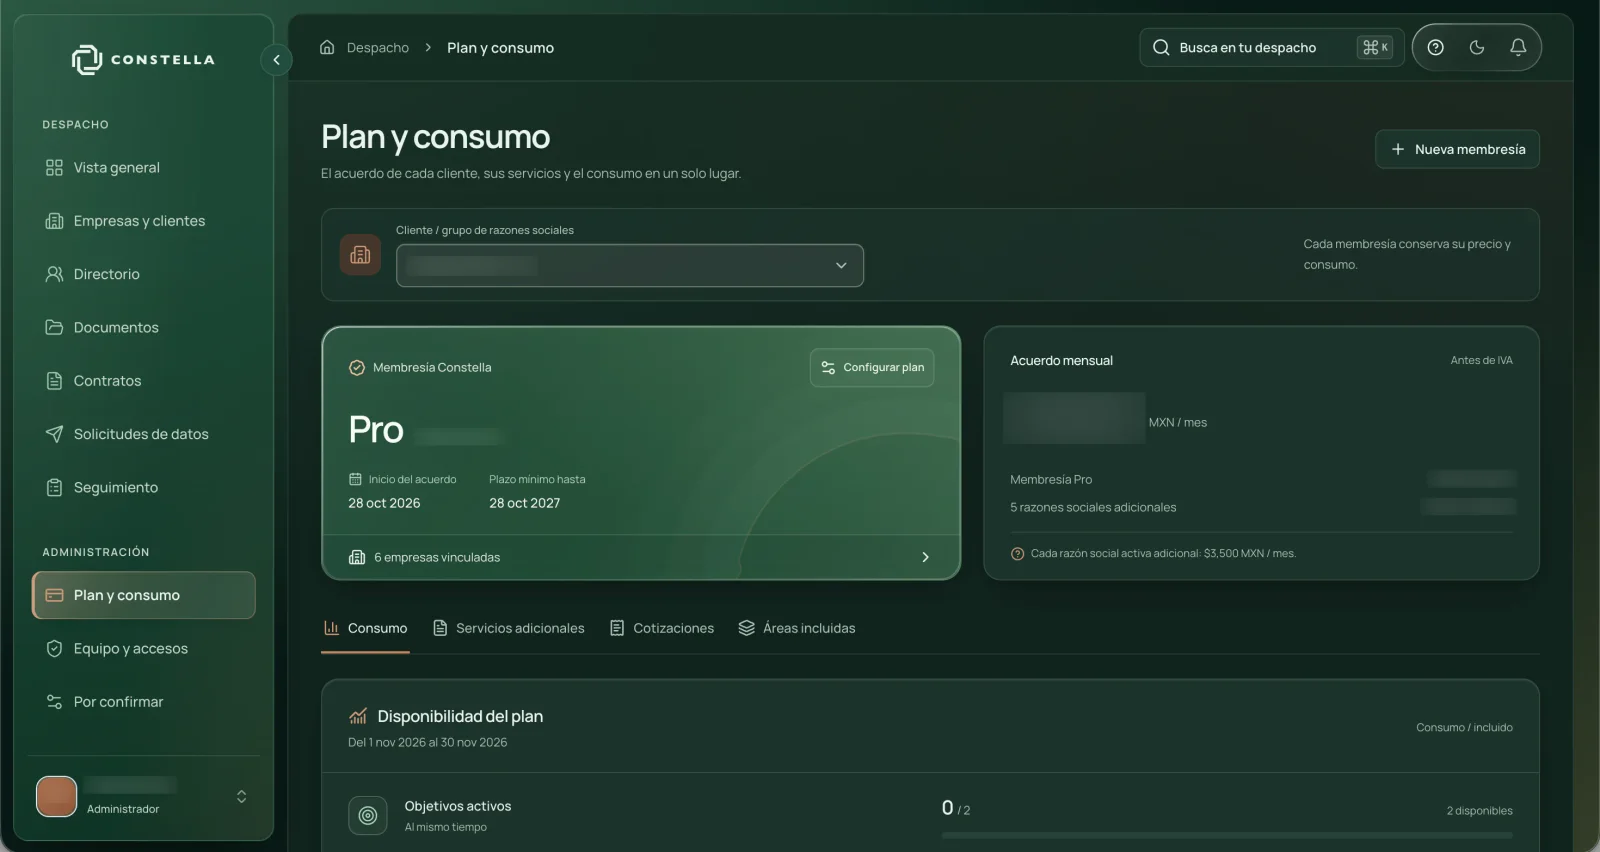 CONSTELLA
DESPACHO
Vista general
Empresas y clientes
Directorio
Documentos
Contratos
Solicitudes de datos
Seguimiento
ADMINISTRACIÓN
Plan y consumo
Equipo y accesos
Por confirmar
Administrador
Despacho > Plan y consumo
Busca en tu despacho ⌘ K
Plan y consumo
El acuerdo de cada cliente, sus servicios y el consumo en un solo lugar.
+ Nueva membresía
Cliente / grupo de razones sociales
Cada membresía conserva su precio y
consumo.
Membresía Constella
Configurar plan
Pro
Inicio del acuerdo
28 oct 2026
Plazo mínimo hasta
28 oct 2027
6 empresas vinculadas
Acuerdo mensual
Antes de IVA
MXN / mes
Membresía Pro
5 razones sociales adicionales
Cada razón social activa adicional: $3,500 MXN / mes.
Consumo
Servicios adicionales
Cotizaciones
Áreas incluidas
Disponibilidad del plan
Del 1 nov 2026 al 30 nov 2026
Consumo / incluido
Objetivos activos
Al mismo tiempo
0 / 2
2 disponibles